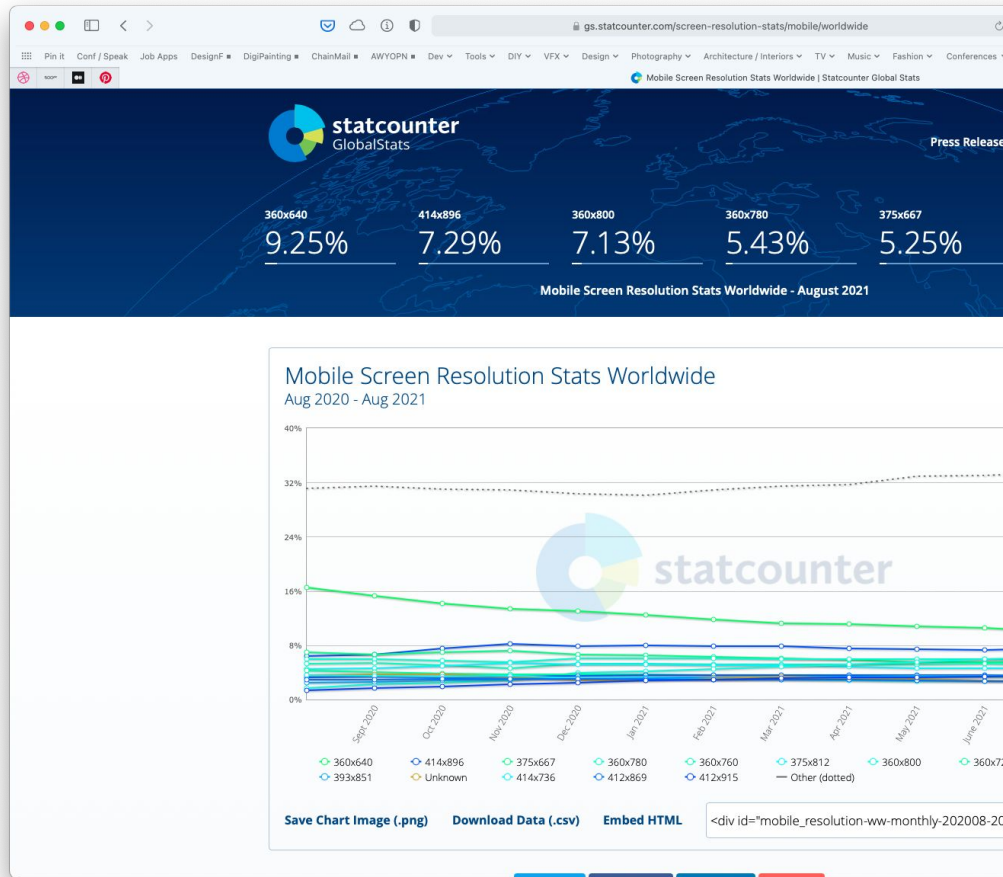 gs.statcounter.com/screen-resolution-stats/mobile/worldwide
Pin it Conf / Speak Job Apps DesignF DigiPainting ChainMail AWYOPN Dev Tools DIY VFX Design Photography Architecture / Interiors TV Music Fashion Conferences
Mobile Screen Resolution Stats Worldwide | Statcounter Global Stats
statcounter
GlobalStats
Press Release
360x640 414x896 360x800 360x780 375x667
9.25% 7.29% 7.13% 5.43% 5.25%
Mobile Screen Resolution Stats Worldwide - August 2021
Mobile Screen Resolution Stats Worldwide
Aug 2020 - Aug 2021
40%
32%
24%
statcounter
16%
8%
0%
Sept 2020 Oct 2020 Nov 2020 Dec 2020 Jan 2021 Feb 2021 Mar 2021 Apr 2021 May 2021 June 2021
360x640 414x896 375x667 360x780 360x760 375x812 360x800 360x72
393x851 Unknown 414x736 412x869 412x915 Other (dotted)
Save Chart Image (.png) Download Data (.csv) Embed HTML <div id="mobile_resolution-ww-monthly-202008-20